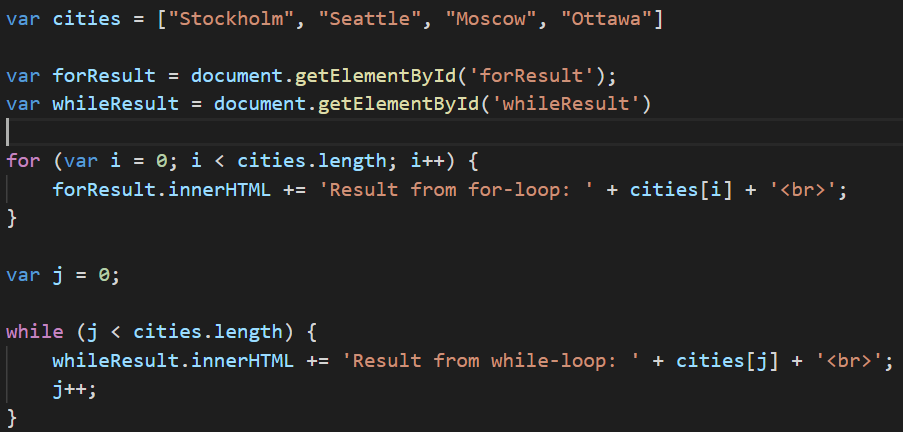 var cities = ["Stockholm", "Seattle", "Moscow", "Ottawa"]
var forResult = document.getElementById('forResult');
var whileResult = document.getElementById('whileResult')
for (var i = 0; i < cities.length; i++) {
    forResult.innerHTML += 'Result from for-loop: ' + cities[i] + '<br>';
}
var j = 0;
while (j < cities.length) {
    whileResult.innerHTML += 'Result from while-loop: ' + cities[j] + '<br>';
    j++;
}